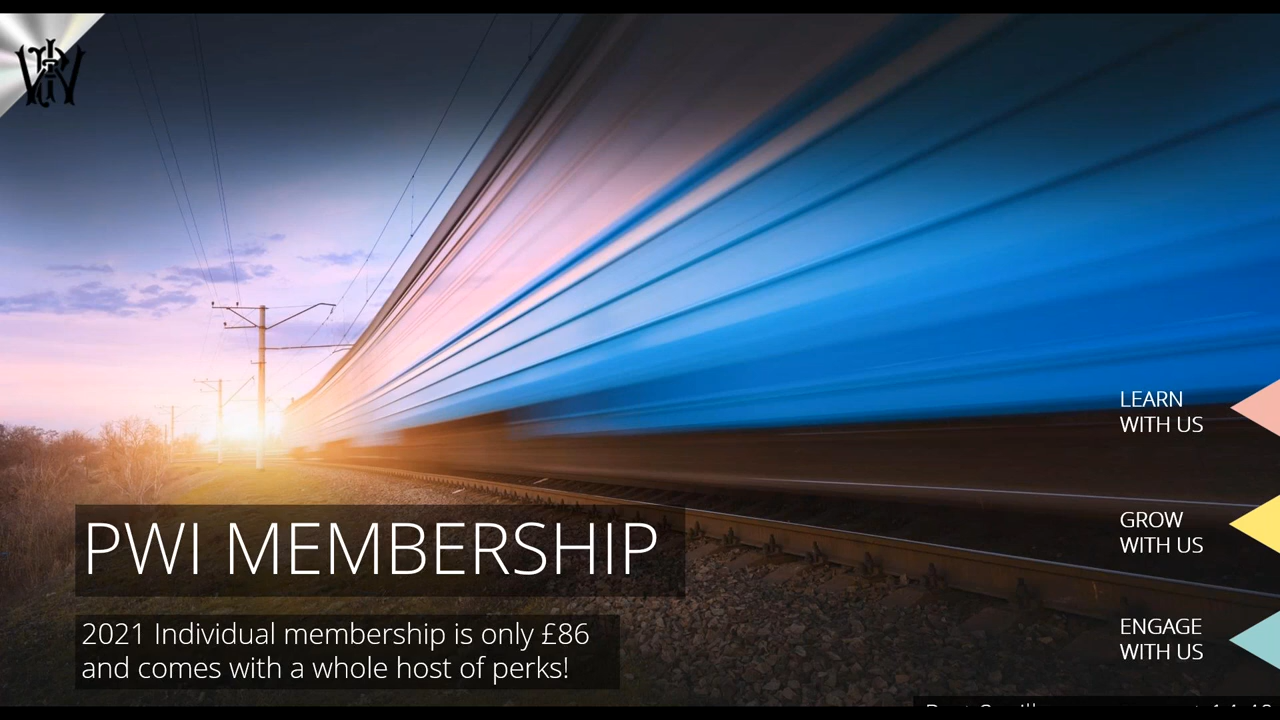 PWI MEMBERSHIP
2021 Individual membership is only £86
and comes with a whole host of perks!
LEARN
WITH US
GROW
WITH US
ENGAGE
WITH US